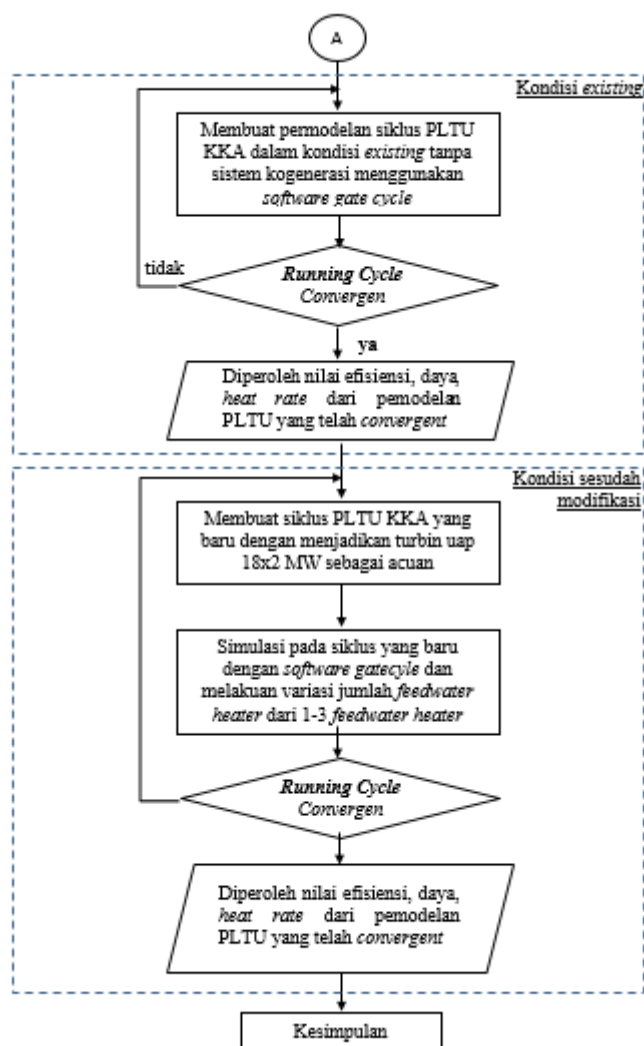 A
Kondisi existing
Membuat permodelan siklus PLTU
KKA dalam kondisi existing tanpa
sistem kogenerasi menggunakan
software gate cycle
tidak
Running Cycle
Convergen
ya
Diperoleh nilai efisiensi, daya,
heat rate dari pemodelan
PLTU yang telah convergent
Kondisi sesudah
modifikasi
Membuat siklus PLTU KKA yang
baru dengan menjadikan turbin uap
18x2 MW sebagai acuan
Simulasi pada siklus yang baru
dengan software gatecyle dan
melakuan variasi jumlah feedwater
heater dari 1-3 feedwater heater
Running Cycle
Convergen
Diperoleh nilai efisiensi, daya,
heat rate dari pemodelan
PLTU yang telah convergent
Kesimpulan